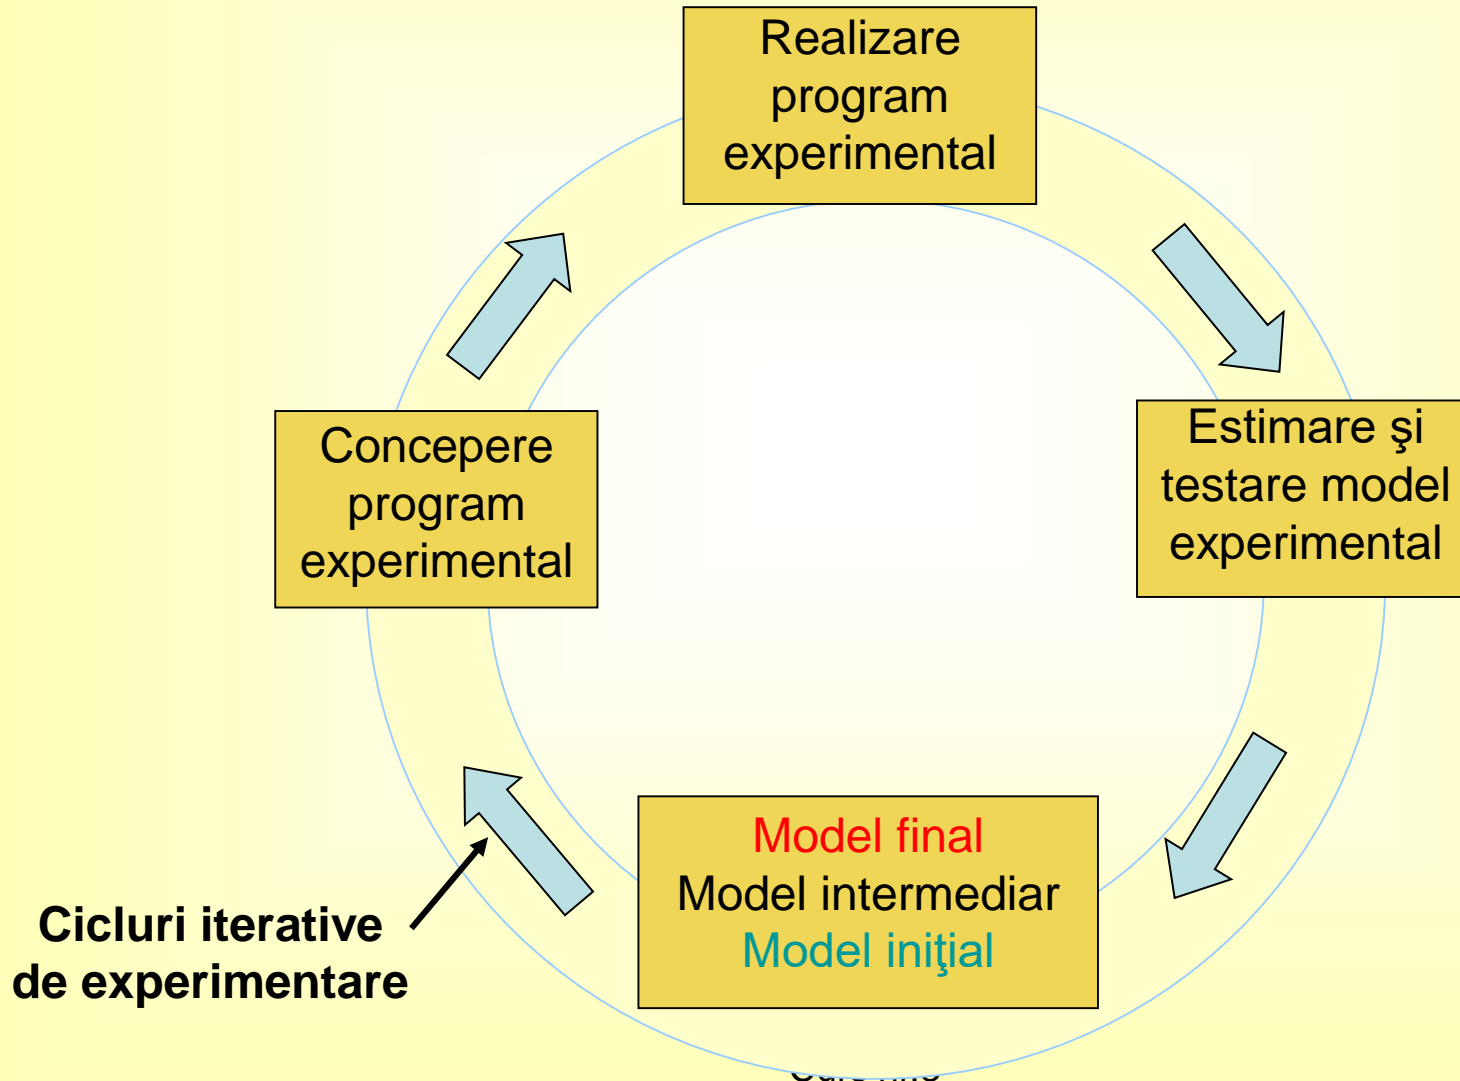 Realizare
program
experimental
Concepere
program
experimental
Estimare şi
testare model
experimental
Model final
Model intermediar
Model iniţial
Cicluri iterative
de experimentare